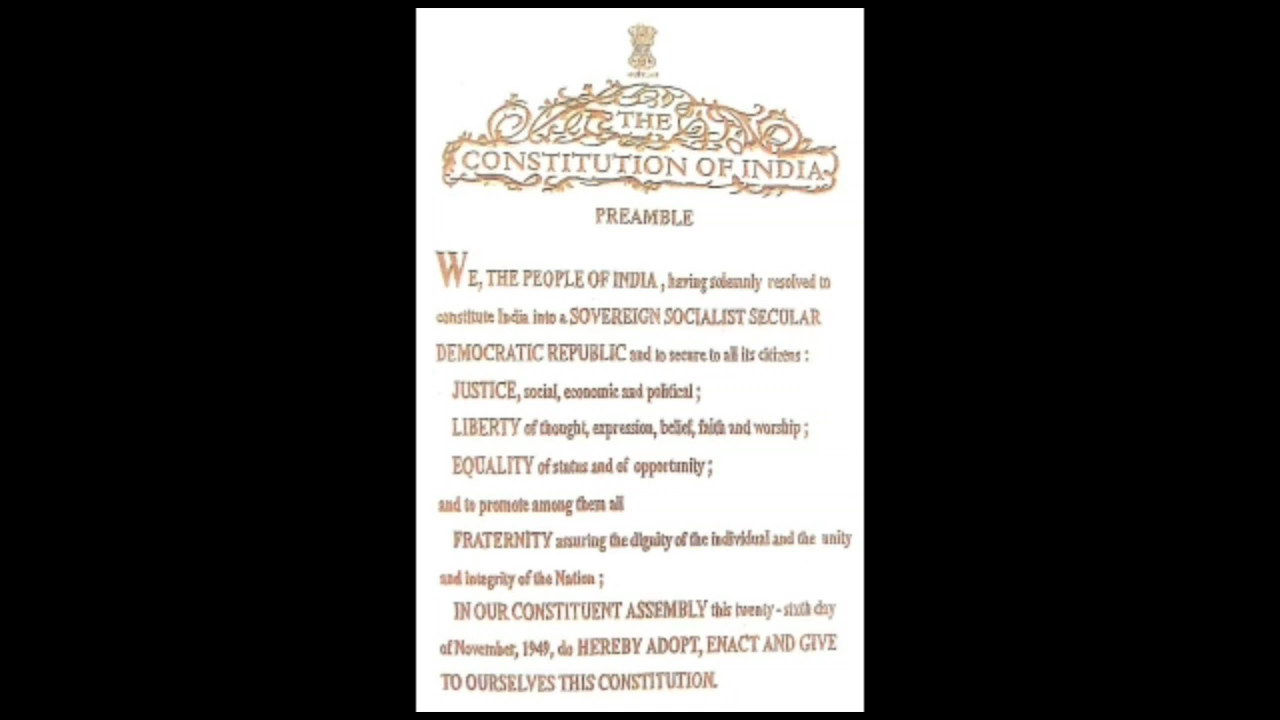 THE
CONSTITUTION OF INDIA
PREAMBLE
WE, THE PEOPLE OF INDIA , having solemnly resolved to
constitute India into a SOVEREIGN SOCIALIST SECULAR
DEMOCRATIC REPUBLIC and to secure to all its citizens :
JUSTICE, social, economic and political ;
LIBERTY of thought, expression, belief, faith and worship ;
EQUALITY of status and of opportunity ;
and to promote among them all
FRATERNITY assuring the dignity of the individual and the unity
and integrity of the Nation ;
IN OUR CONSTITUENT ASSEMBLY this twenty - sixth day
of November, 1949, do HEREBY ADOPT, ENACT AND GIVE
TO OURSELVES THIS CONSTITUTION.